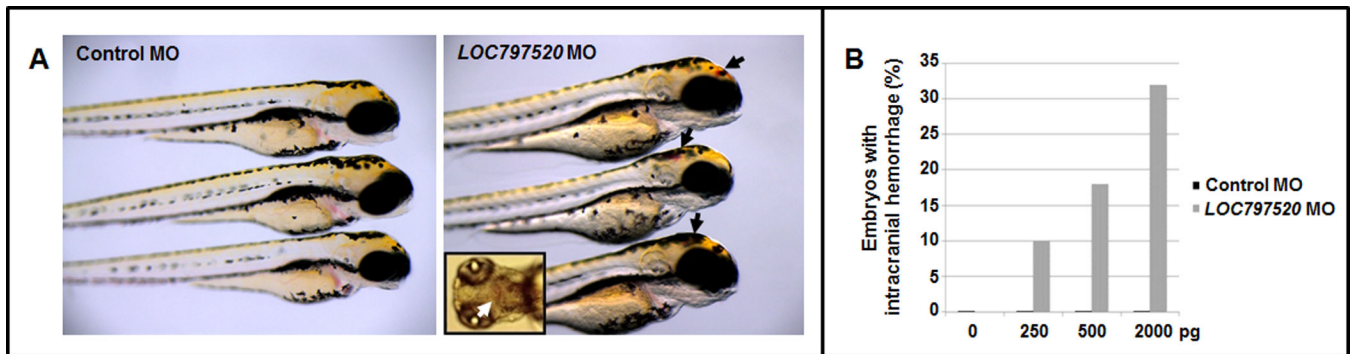 A
Control MO
LOC797520 MO
B
Embryos with
intracranial hemorrhage (%)
35
30
25
20
15
10
5
0
0 250 500 2000 pg
Control MO
LOC797520 MO